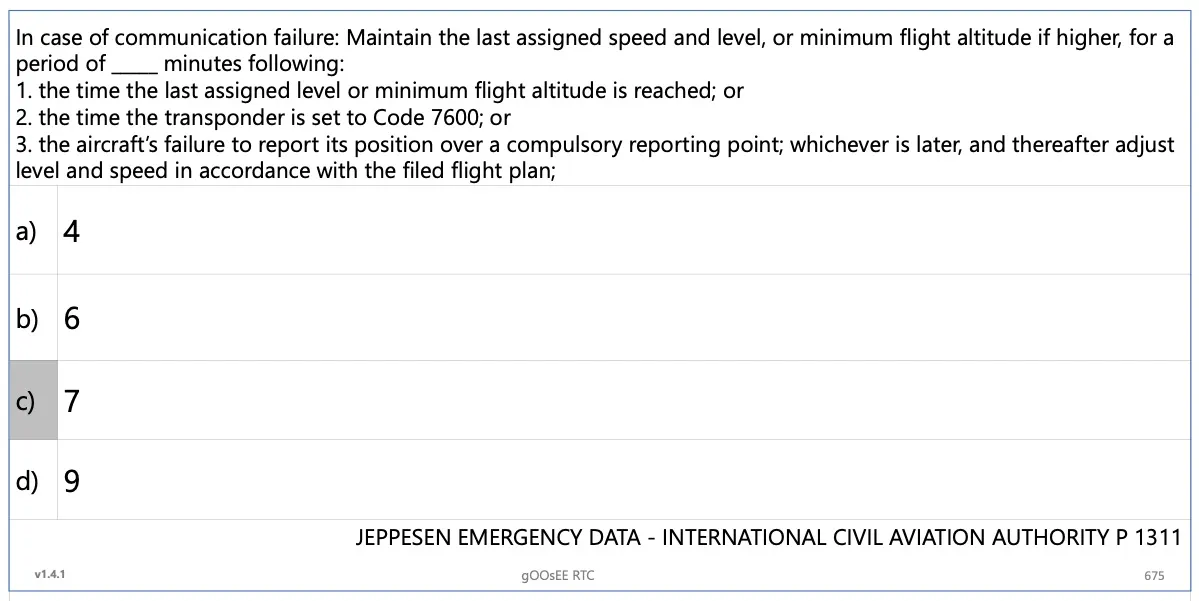 In case of communication failure: Maintain the last assigned speed and level, or minimum flight altitude if higher, for a
period of _____ minutes following:
1. the time the last assigned level or minimum flight altitude is reached; or
2. the time the transponder is set to Code 7600; or
3. the aircraft’s failure to report its position over a compulsory reporting point; whichever is later, and thereafter adjust
level and speed in accordance with the filed flight plan;
a) 4
b) 6
c) 7
d) 9
JEPPESEN EMERGENCY DATA - INTERNATIONAL CIVIL AVIATION AUTHORITY P 1311
v1.4.1 gOOsEE RTC 675